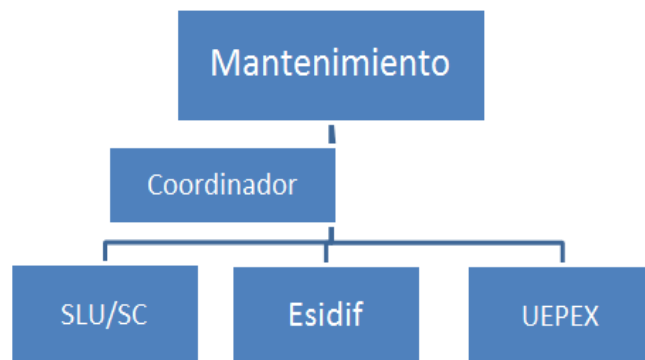 Mantenimiento
Coordinador
SLU/SC
Esidif
UEPEX